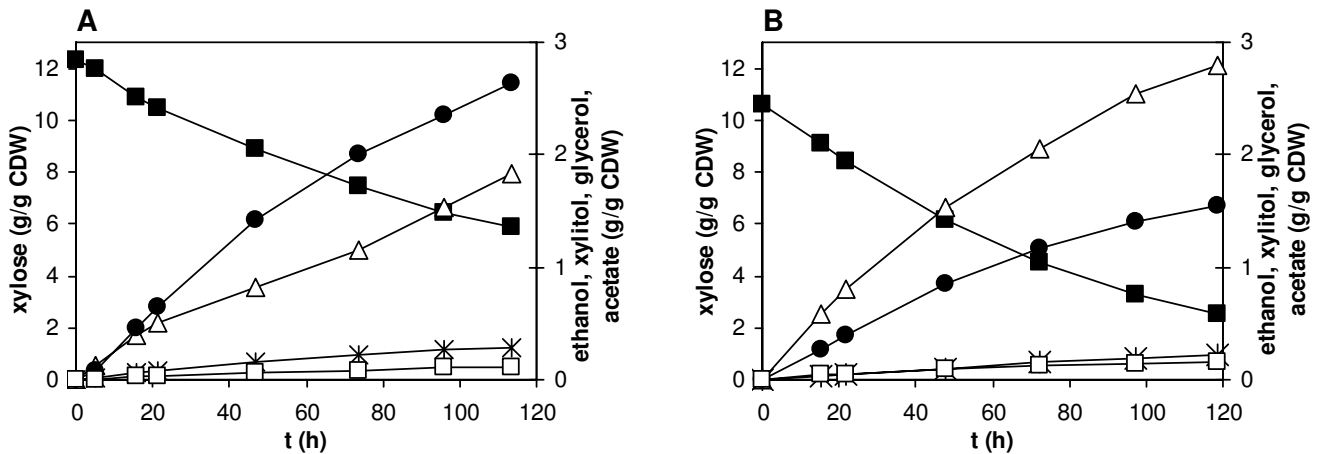 A
xylose (g/g CDW)
12
10
8
6
4
2
0
3
2
1
0
ethanol, xylitol, glycerol,
acetate (g/g CDW)
0 20 40 60 80 100 120
t (h)
B
xylose (g/g CDW)
12
10
8
6
4
2
0
3
2
1
0
ethanol, xylitol, glycerol,
acetate (g/g CDW)
0 20 40 60 80 100 120
t (h)